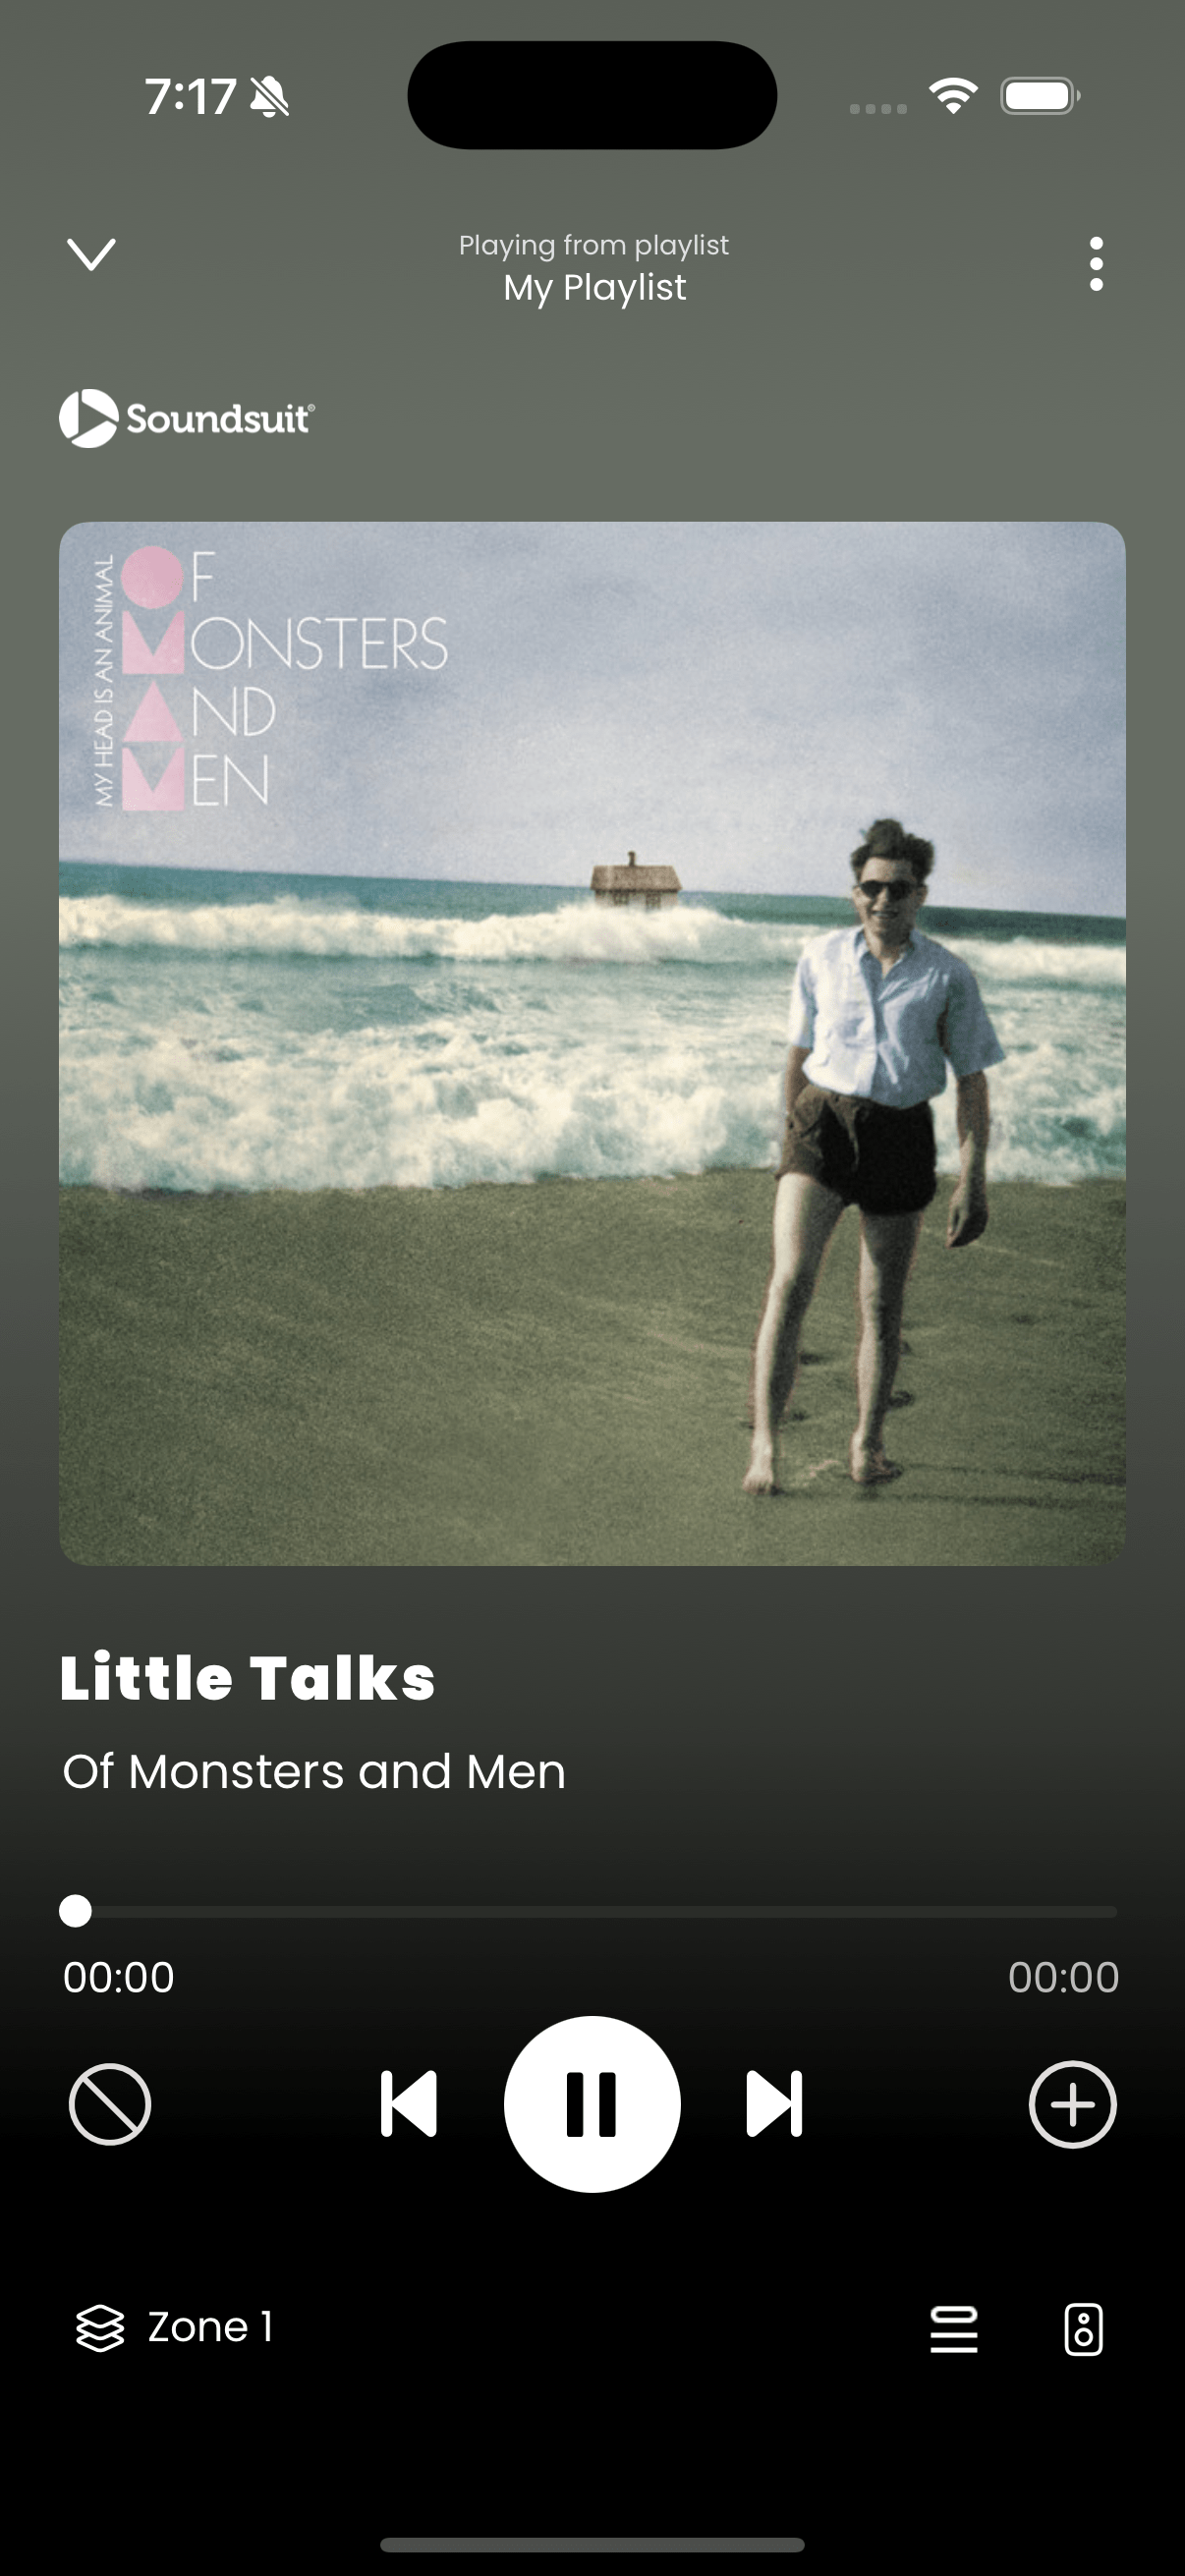 7:17
Playing from playlist
My Playlist
Soundsuit®
MY HEAD IS AN ANIMAL
OF
MONSTERS
AND
MEN
Little Talks
Of Monsters and Men
00:00
00:00
Zone 1